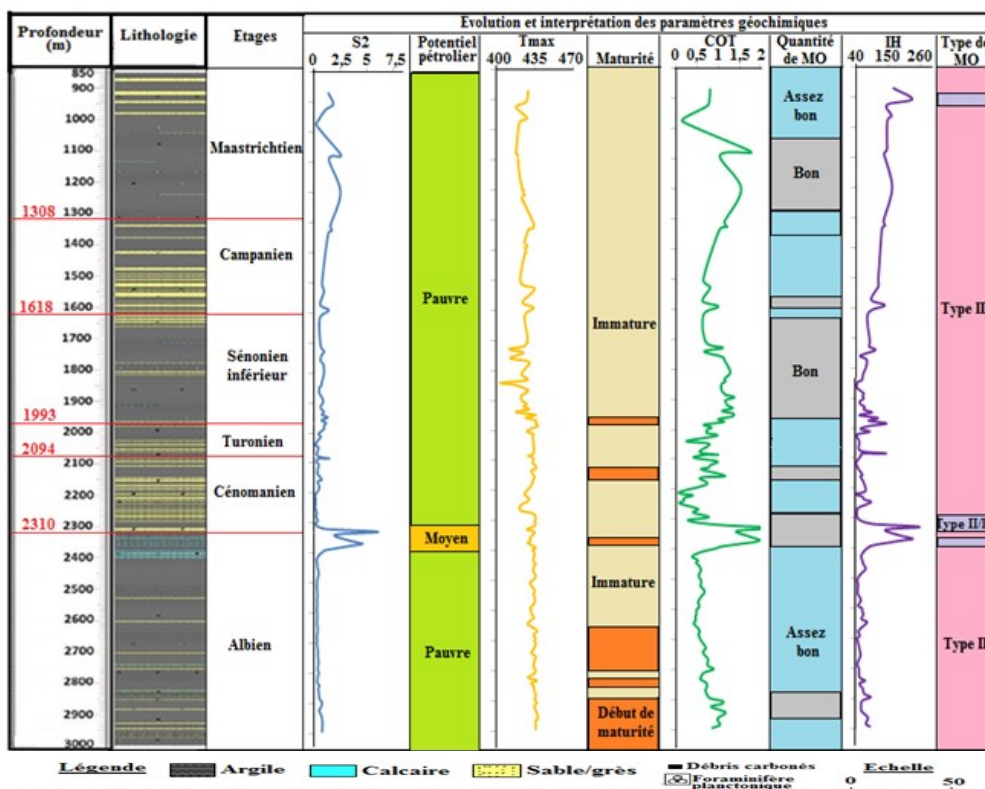 Evolution et interprétation des paramètres géochimiques
Profondeur (m)
Lithologie
Etages
S2
0 2,5 5 7,5
Potentiel pétrolier
Tmax
400 435 470
Maturité
COT
0 0,5 1 1,5 2
Quantité de MO
IH
40 150 260
Type de MO
850
900
1000
1100
1200
1300
1308
1400
1500
1600
1618
1700
1800
1900
1993
2000
2094
2100
2200
2300
2310
2400
2500
2600
2700
2800
2900
3000
Maastrichtien
Campanien
Sénonien inférieur
Turonien
Cénomanien
Albien
Pauvre
Moyen
Pauvre
Immature
Immature
Début de maturité
Assez bon
Bon
Bon
Assez bon
Type II
Type II/I
Type II
Légende
Argile
Calcaire
Sable/grès
Débris carbonés
Foraminifère planctonique
Echelle
0 50